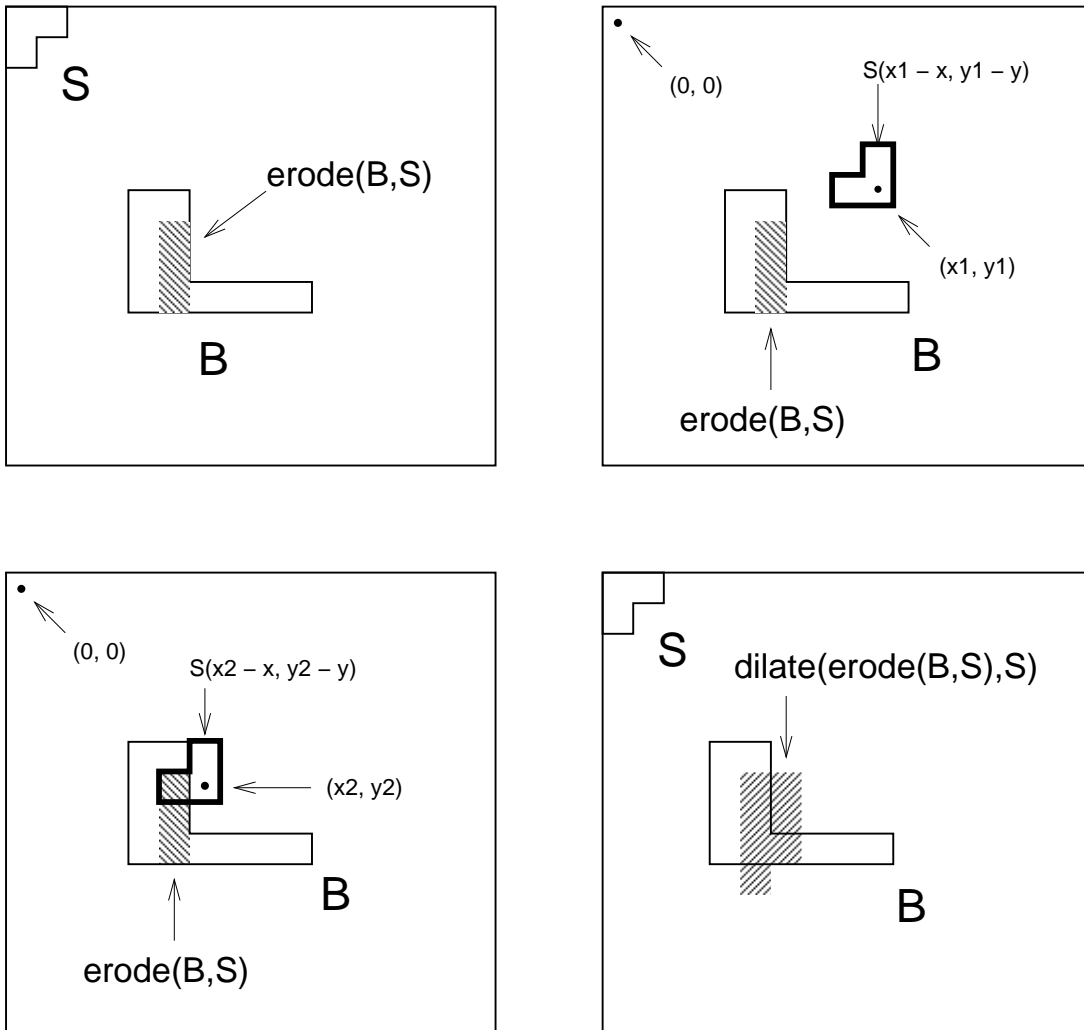 S
erode(B,S)
B
(0, 0)
S(x1 − x, y1 − y)
(x1, y1)
B
erode(B,S)
(0, 0)
S(x2 − x, y2 − y)
(x2, y2)
B
erode(B,S)
S
dilate(erode(B,S),S)
B